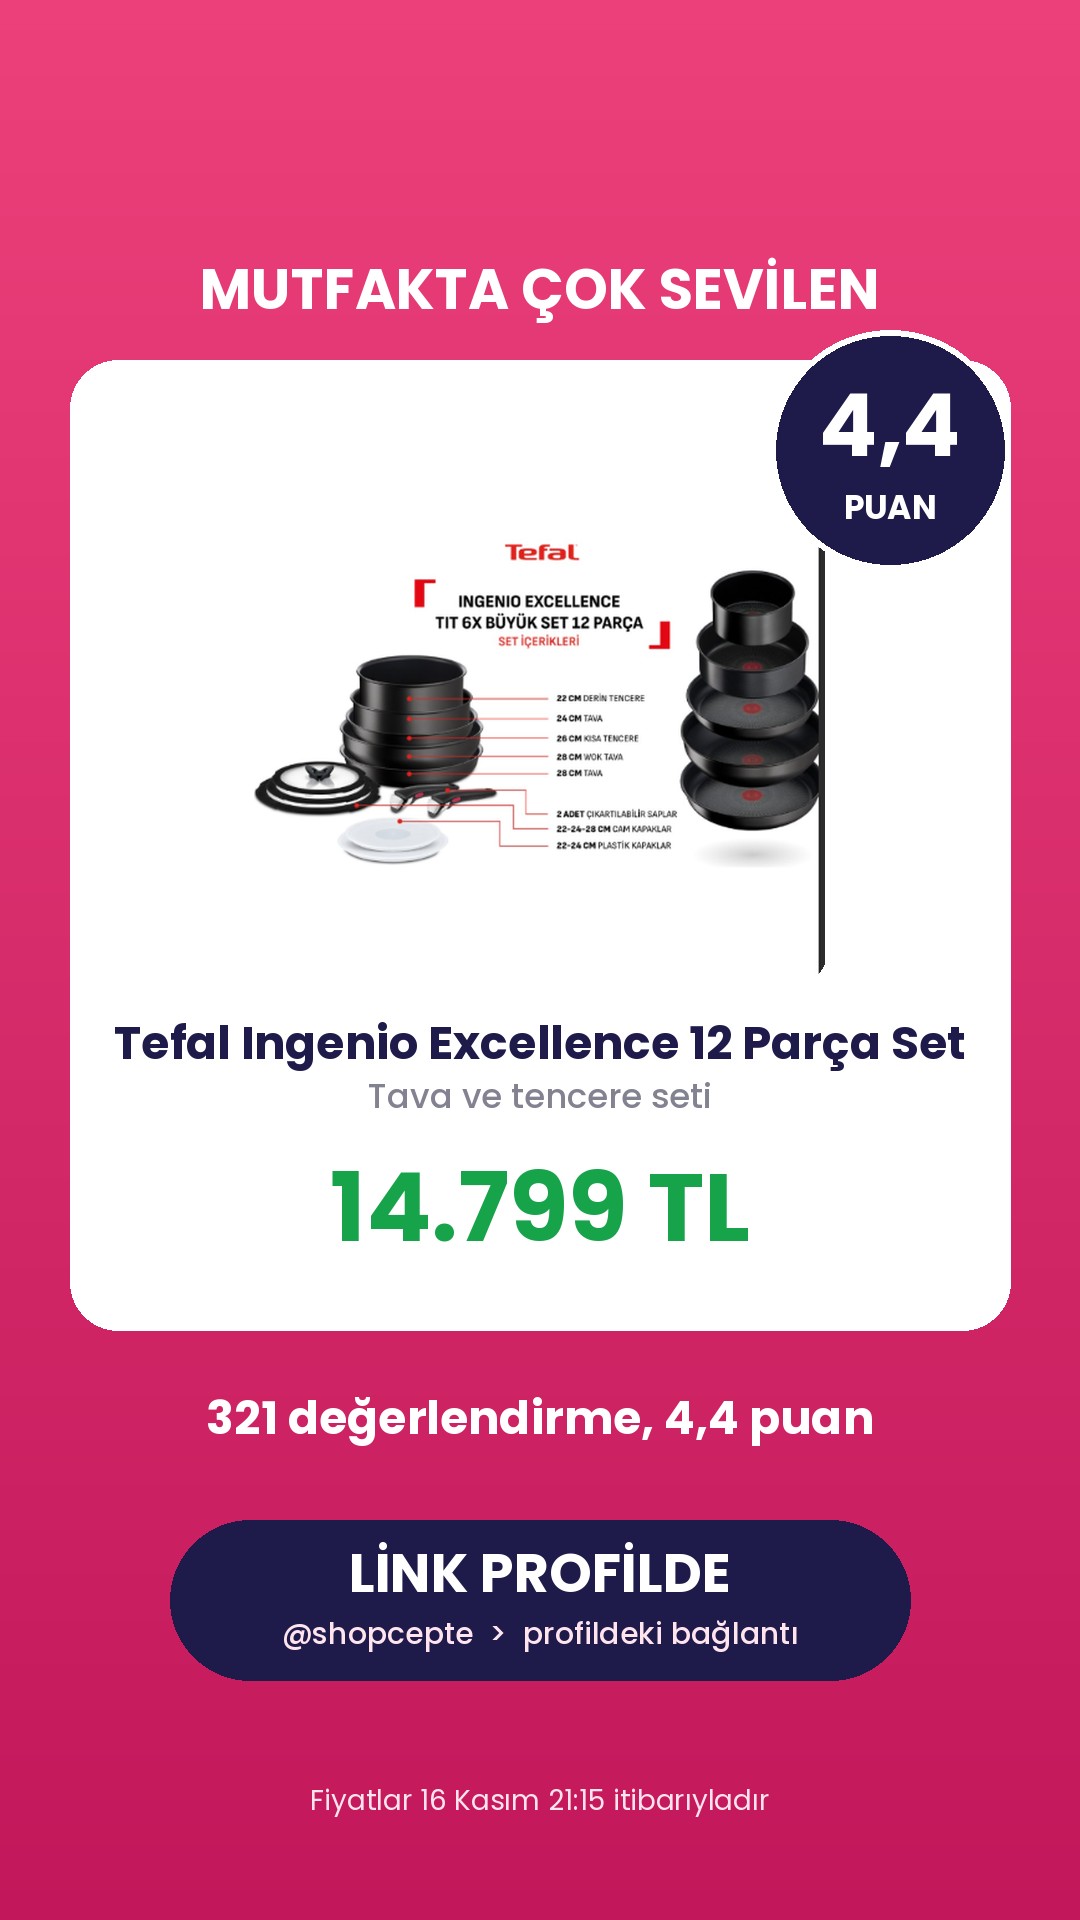 MUTFAKTA ÇOK SEVİLEN
4,4
PUAN
Tefal
INGENIO EXCELLENCE
TIT 6X BÜYÜK SET 12 PARÇA
SET İÇERİKLERİ
22 CM DERİN TENCERE
24 CM TAVA
26 CM KISA TENCERE
28 CM WOK TAVA
28 CM TAVA
2 ADET ÇIKARTILABİLİR SAPLAR
22-24-28 CM CAM KAPAKLAR
22-24 CM PLASTİK KAPAKLAR
Tefal Ingenio Excellence 12 Parça Set
Tava ve tencere seti
14.799 TL
321 değerlendirme, 4,4 puan
LİNK PROFİLDE
@shopcepte > profildeki bağlantı
Fiyatlar 16 Kasım 21:15 itibarıyladır